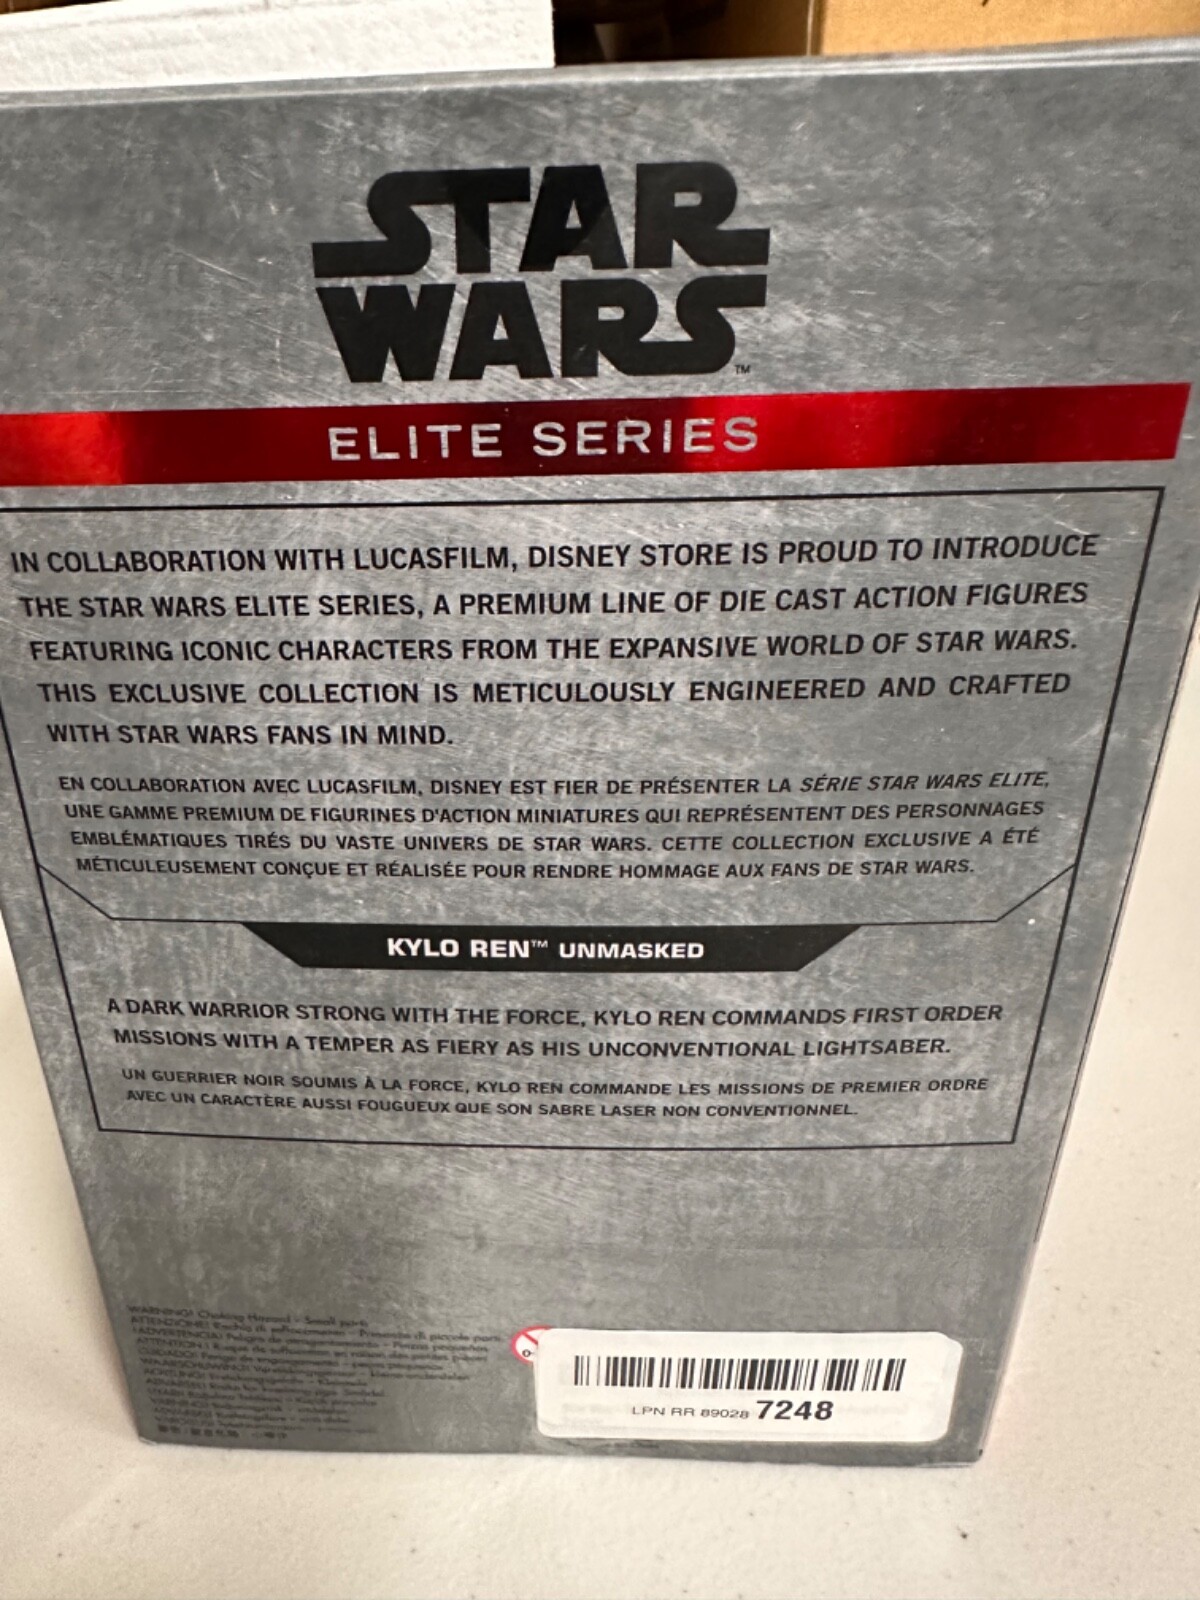 STAR
WARS™
ELITE SERIES
IN COLLABORATION WITH LUCASFILM, DISNEY STORE IS PROUD TO INTRODUCE
THE STAR WARS ELITE SERIES, A PREMIUM LINE OF DIE CAST ACTION FIGURES
FEATURING ICONIC CHARACTERS FROM THE EXPANSIVE WORLD OF STAR WARS.
THIS EXCLUSIVE COLLECTION IS METICULOUSLY ENGINEERED AND CRAFTED
WITH STAR WARS FANS IN MIND.
EN COLLABORATION AVEC LUCASFILM, DISNEY EST FIER DE PRÉSENTER LA SÉRIE STAR WARS ELITE,
UNE GAMME PREMIUM DE FIGURINES D'ACTION MINIATURES QUI REPRÉSENTENT DES PERSONNAGES
EMBLÉMATIQUES TIRÉS DU VASTE UNIVERS DE STAR WARS. CETTE COLLECTION EXCLUSIVE A ÉTÉ
MÉTICULEUSEMENT CONÇUE ET RÉALISÉE POUR RENDRE HOMMAGE AUX FANS DE STAR WARS.
KYLO REN™ UNMASKED
A DARK WARRIOR STRONG WITH THE FORCE, KYLO REN COMMANDS FIRST ORDER
MISSIONS WITH A TEMPER AS FIERY AS HIS UNCONVENTIONAL LIGHTSABER.
UN GUERRIER NOIR SOUMIS À LA FORCE, KYLO REN COMMANDE LES MISSIONS DE PREMIER ORDRE
AVEC UN CARACTÈRE AUSSI FOUGUEUX QUE SON SABRE LASER NON CONVENTIONNEL.
WARNING! Choking Hazard - Small parts
LPN RR 89028 7248